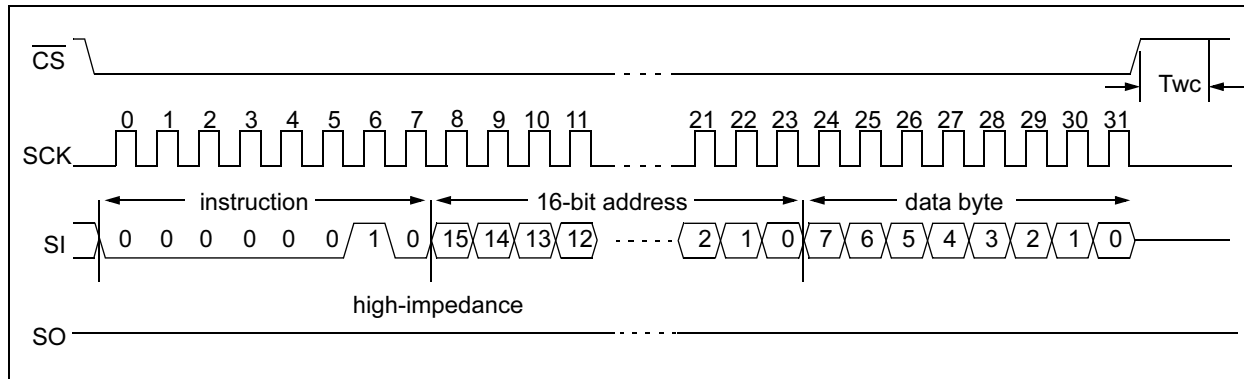 CS
Twc
0 1 2 3 4 5 6 7 8 9 10 11 21 22 23 24 25 26 27 28 29 30 31
SCK
instruction 16-bit address data byte
SI 0 0 0 0 0 0 1 0 15 14 13 12 2 1 0 7 6 5 4 3 2 1 0
high-impedance
SO